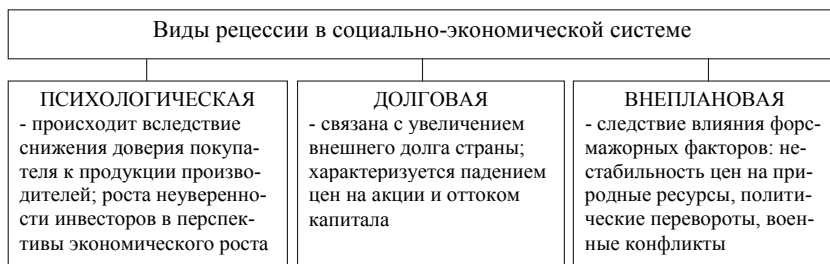 Виды рецессии в социально-экономической системе
ПСИХОЛОГИЧЕСКАЯ
- происходит вследствие
снижения доверия покупа-
теля к продукции произво-
дителей; роста неуверенно-
сти инвесторов в перспек-
тивы экономического роста
ДОЛГОВАЯ
- связана с увеличением
внешнего долга страны;
характеризуется падением
цен на акции и оттоком
капитала
ВНЕПЛАНОВАЯ
- следствие влияния форс-
мажорных факторов: не-
стабильность цен на при-
родные ресурсы, полити-
ческие перевороты, воен-
ные конфликты